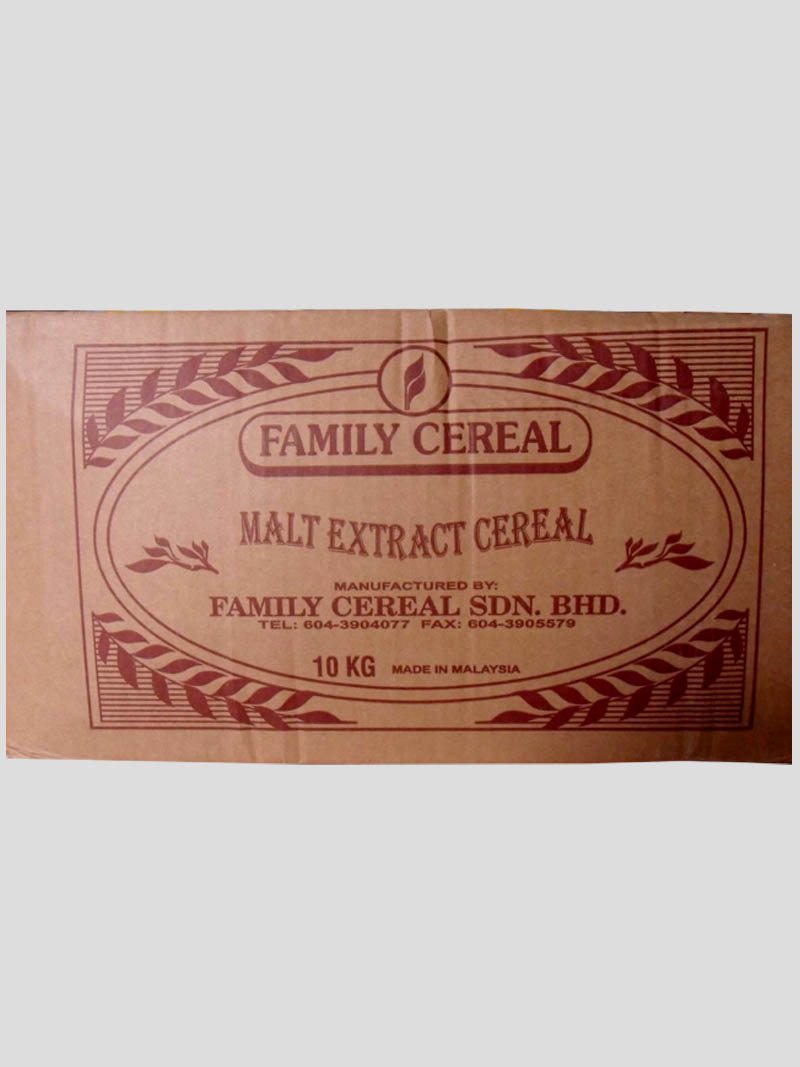 FAMILY CEREAL
MALT EXTRACT CEREAL
MANUFACTURED BY:
FAMILY CEREAL SDN. BHD.
TEL: 604-3904077 FAX: 604-3905579
10 KG MADE IN MALAYSIA